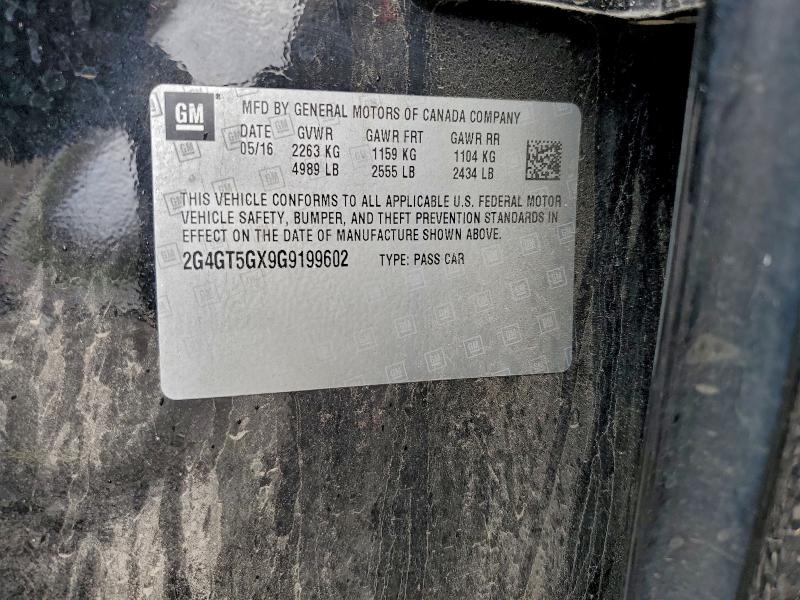 GM MFD BY GENERAL MOTORS OF CANADA COMPANY
DATE GVWR GAWR FRT GAWR RR
05/16 2263 KG 1159 KG 1104 KG
4989 LB 2555 LB 2434 LB
THIS VEHICLE CONFORMS TO ALL APPLICABLE U.S. FEDERAL MOTOR
VEHICLE SAFETY, BUMPER, AND THEFT PREVENTION STANDARDS IN
EFFECT ON THE DATE OF MANUFACTURE SHOWN ABOVE.
2G4GT5GX9G9199602 TYPE: PASS CAR